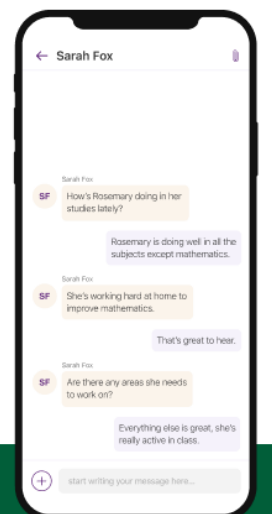 Sarah Fox
Sarah Fox
SF
How's Rosemary doing in her
studies lately?
Rosemary is doing well in all the
subjects except mathematics.
Sarah Fox
SF
She's working hard at home to
improve mathematics.
That's great to hear.
Sarah Fox
SF
Are there any areas she needs
to work on?
Everything else is great, she's
really active in class.
start writing your message here...